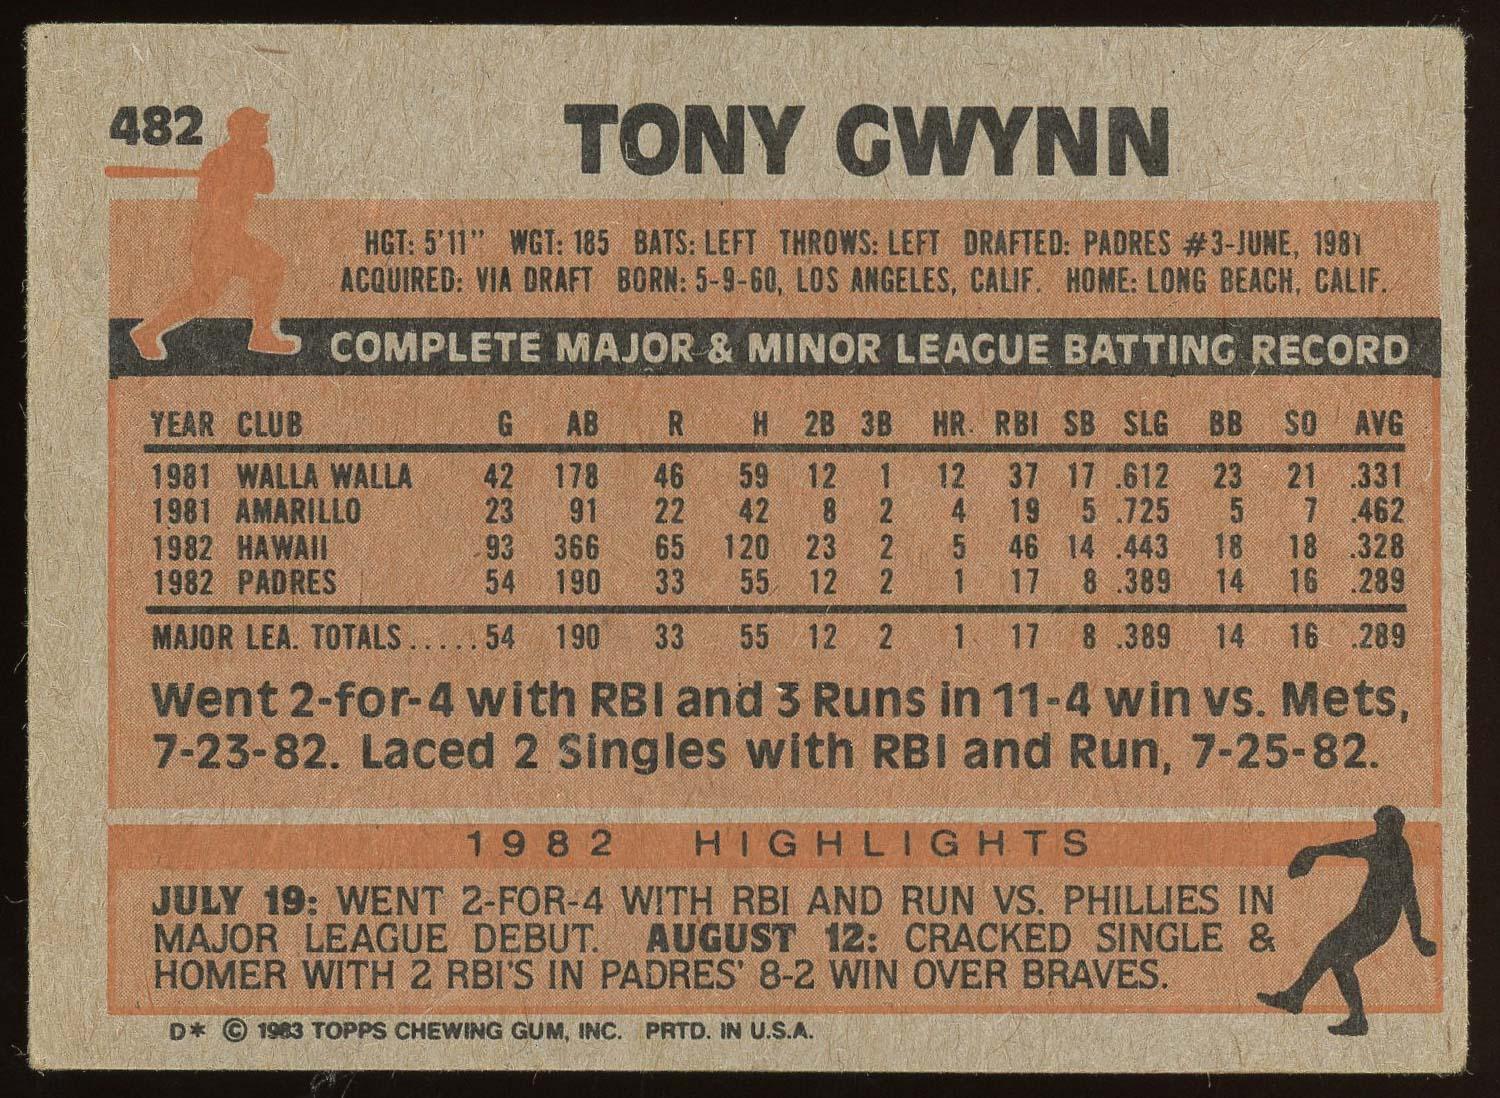 482
TONY GWYNN
HGT: 5'11" WGT: 185 BATS: LEFT THROWS: LEFT DRAFTED: PADRES #3-JUNE, 1981
ACQUIRED: VIA DRAFT BORN: 5-9-60, LOS ANGELES, CALIF. HOME: LONG BEACH, CALIF.
COMPLETE MAJOR & MINOR LEAGUE BATTING RECORD
YEAR CLUB G AB R H 2B 3B HR RBI SB SLG BB SO AVG
1981 WALLA WALLA 42 178 46 59 12 1 12 37 17 .612 23 21 .331
1981 AMARILLO 23 91 22 42 8 2 4 19 5 .725 5 7 .462
1982 HAWAII 93 366 65 120 23 2 5 46 14 .443 18 18 .328
1982 PADRES 54 190 33 55 12 2 1 17 8 .389 14 16 .289
MAJOR LEA. TOTALS.....54 190 33 55 12 2 1 17 8 .389 14 16 .289
Went 2-for-4 with RBI and 3 Runs in 11-4 win vs. Mets,
7-23-82. Laced 2 Singles with RBI and Run, 7-25-82.
1982 HIGHLIGHTS
JULY 19: WENT 2-FOR-4 WITH RBI AND RUN VS. PHILLIES IN
MAJOR LEAGUE DEBUT. AUGUST 12: CRACKED SINGLE &
HOMER WITH 2 RBI'S IN PADRES' 8-2 WIN OVER BRAVES.
D* © 1983 TOPPS CHEWING GUM, INC. PRTD. IN U.S.A.